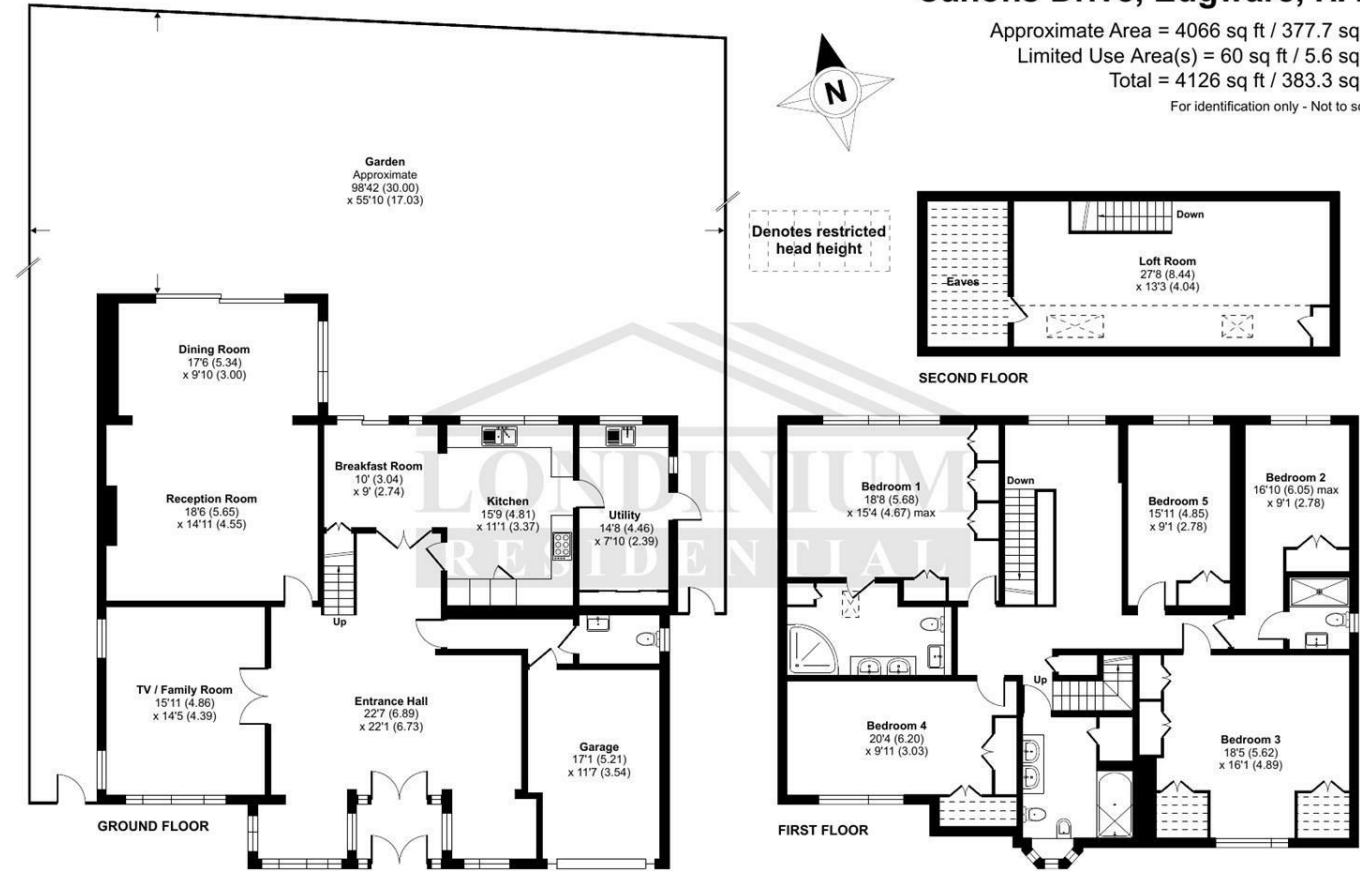 Approximate Area = 4066 sq ft / 377.7 sq
Limited Use Area(s) = 60 sq ft / 5.6 sq
Total = 4126 sq ft / 383.3 sq
For identification only - Not to
N
Garden
Approximate
98'42 (30.00)
x 55'10 (17.03)
Denotes restricted
head height
Down
Loft Room
27'8 (8.44)
x 13'3 (4.04)
Eaves
SECOND FLOOR
Dining Room
17'6 (5.34)
x 9'10 (3.00)
Reception Room
18'6 (5.65)
x 14'11 (4.55)
Breakfast Room
10' (3.04)
x 9' (2.74)
Kitchen
15'9 (4.81)
x 11'1 (3.37)
Utility
14'8 (4.46)
x 7'10 (2.39)
Up
TV / Family Room
15'11 (4.86)
x 14'5 (4.39)
Entrance Hall
22'7 (6.89)
x 22'1 (6.73)
Garage
17'1 (5.21)
x 11'7 (3.54)
GROUND FLOOR
LONDINIUM
RESIDENTIAL
Bedroom 1
18'8 (5.68)
x 15'4 (4.67) max
Down
Bedroom 5
15'11 (4.85)
x 9'1 (2.78)
Bedroom 2
16'10 (6.05) max
x 9'1 (2.78)
Up
Bedroom 4
20'4 (6.20)
x 9'11 (3.03)
Bedroom 3
18'5 (5.62)
x 16'1 (4.89)
FIRST FLOOR